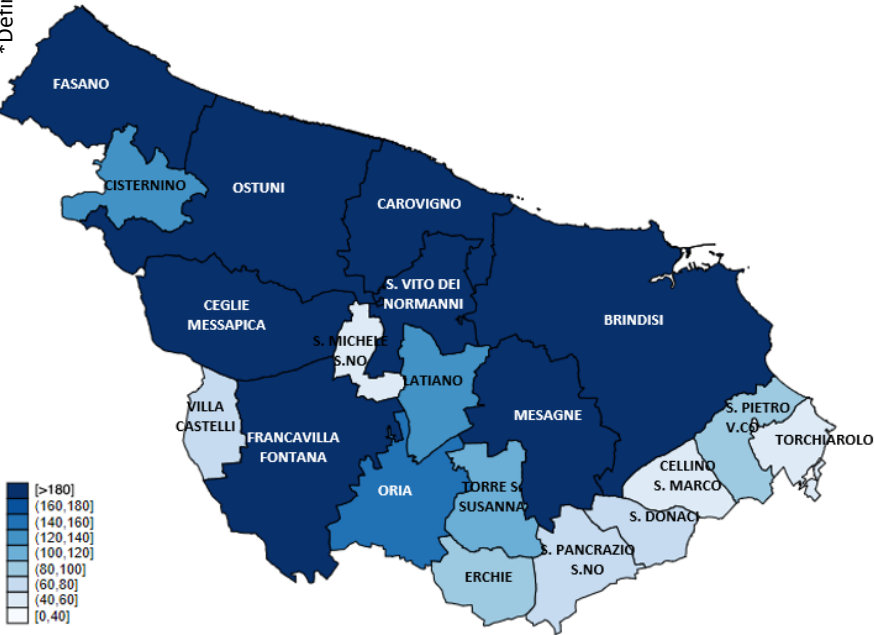 *Defin
FASANO
CISTERNINO
OSTUNI
CAROVIGNO
S. VITO DEI
NORMANNI
CEGLIE
MESSAPICA
BRINDISI
S. MICHELE
S.NO
LATIANO
VILLA
CASTELLI
FRANCAVILLA
FONTANA
MESAGNE
S. PIETRO
V.CO
TORCHIAROLO
CELLINO
S. MARCO
ORIA
TORRE S.
SUSANNA
S. DONACI
S. PANCRAZIO
S.NO
ERCHIE
[>180]
(160,180]
(140,160]
(120,140]
(100,120]
(80,100]
(60,80]
(40,60]
[0,40]